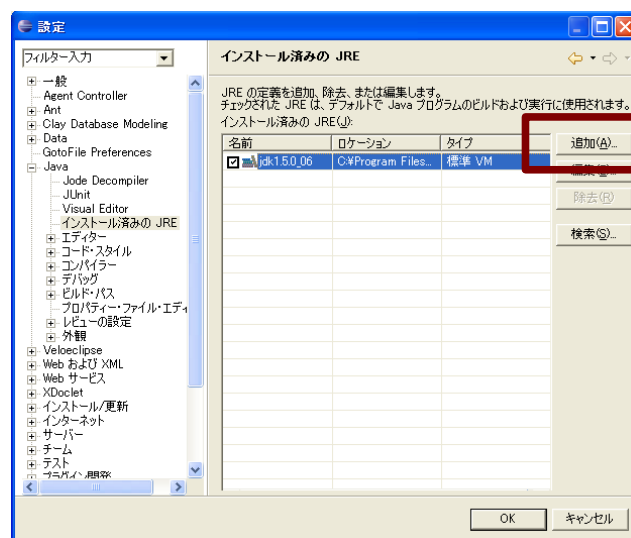 設定
フィルター入力
インストール済みの JRE
一般
Agent Controller
Ant
Clay Database Modeling
Data
GotoFile Preferences
Java
Jode Decompiler
JUnit
Visual Editor
インストール済みの JRE
エディター
コード・スタイル
コンパイラー
デバッグ
ビルド・パス
プロパティー・ファイル・エディ
レビューの設定
外観
Veloeclipse
Web および XML
Web サービス
XDoclet
インストール/更新
インターネット
サーバー
チーム
テスト
プラグイン開発
JRE の定義を追加、除去、または編集します。
チェックされた JRE は、デフォルトで Java プログラムのビルドおよび実行に使用されます。
インストール済みの JRE(J):
名前 ロケーション タイプ
jdk1.5.0_06 C:¥Program Files... 標準 VM
追加(A)...
除去(R)
検索(S)...
OK キャンセル